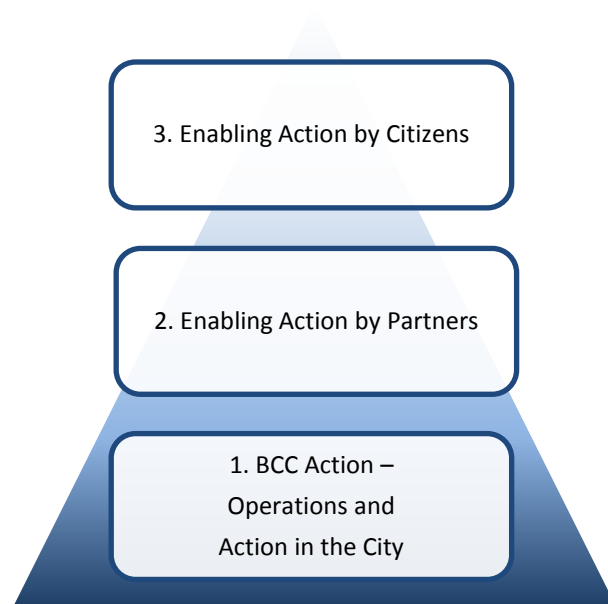 3. Enabling Action by Citizens
2. Enabling Action by Partners
1. BCC Action –
Operations and
Action in the City